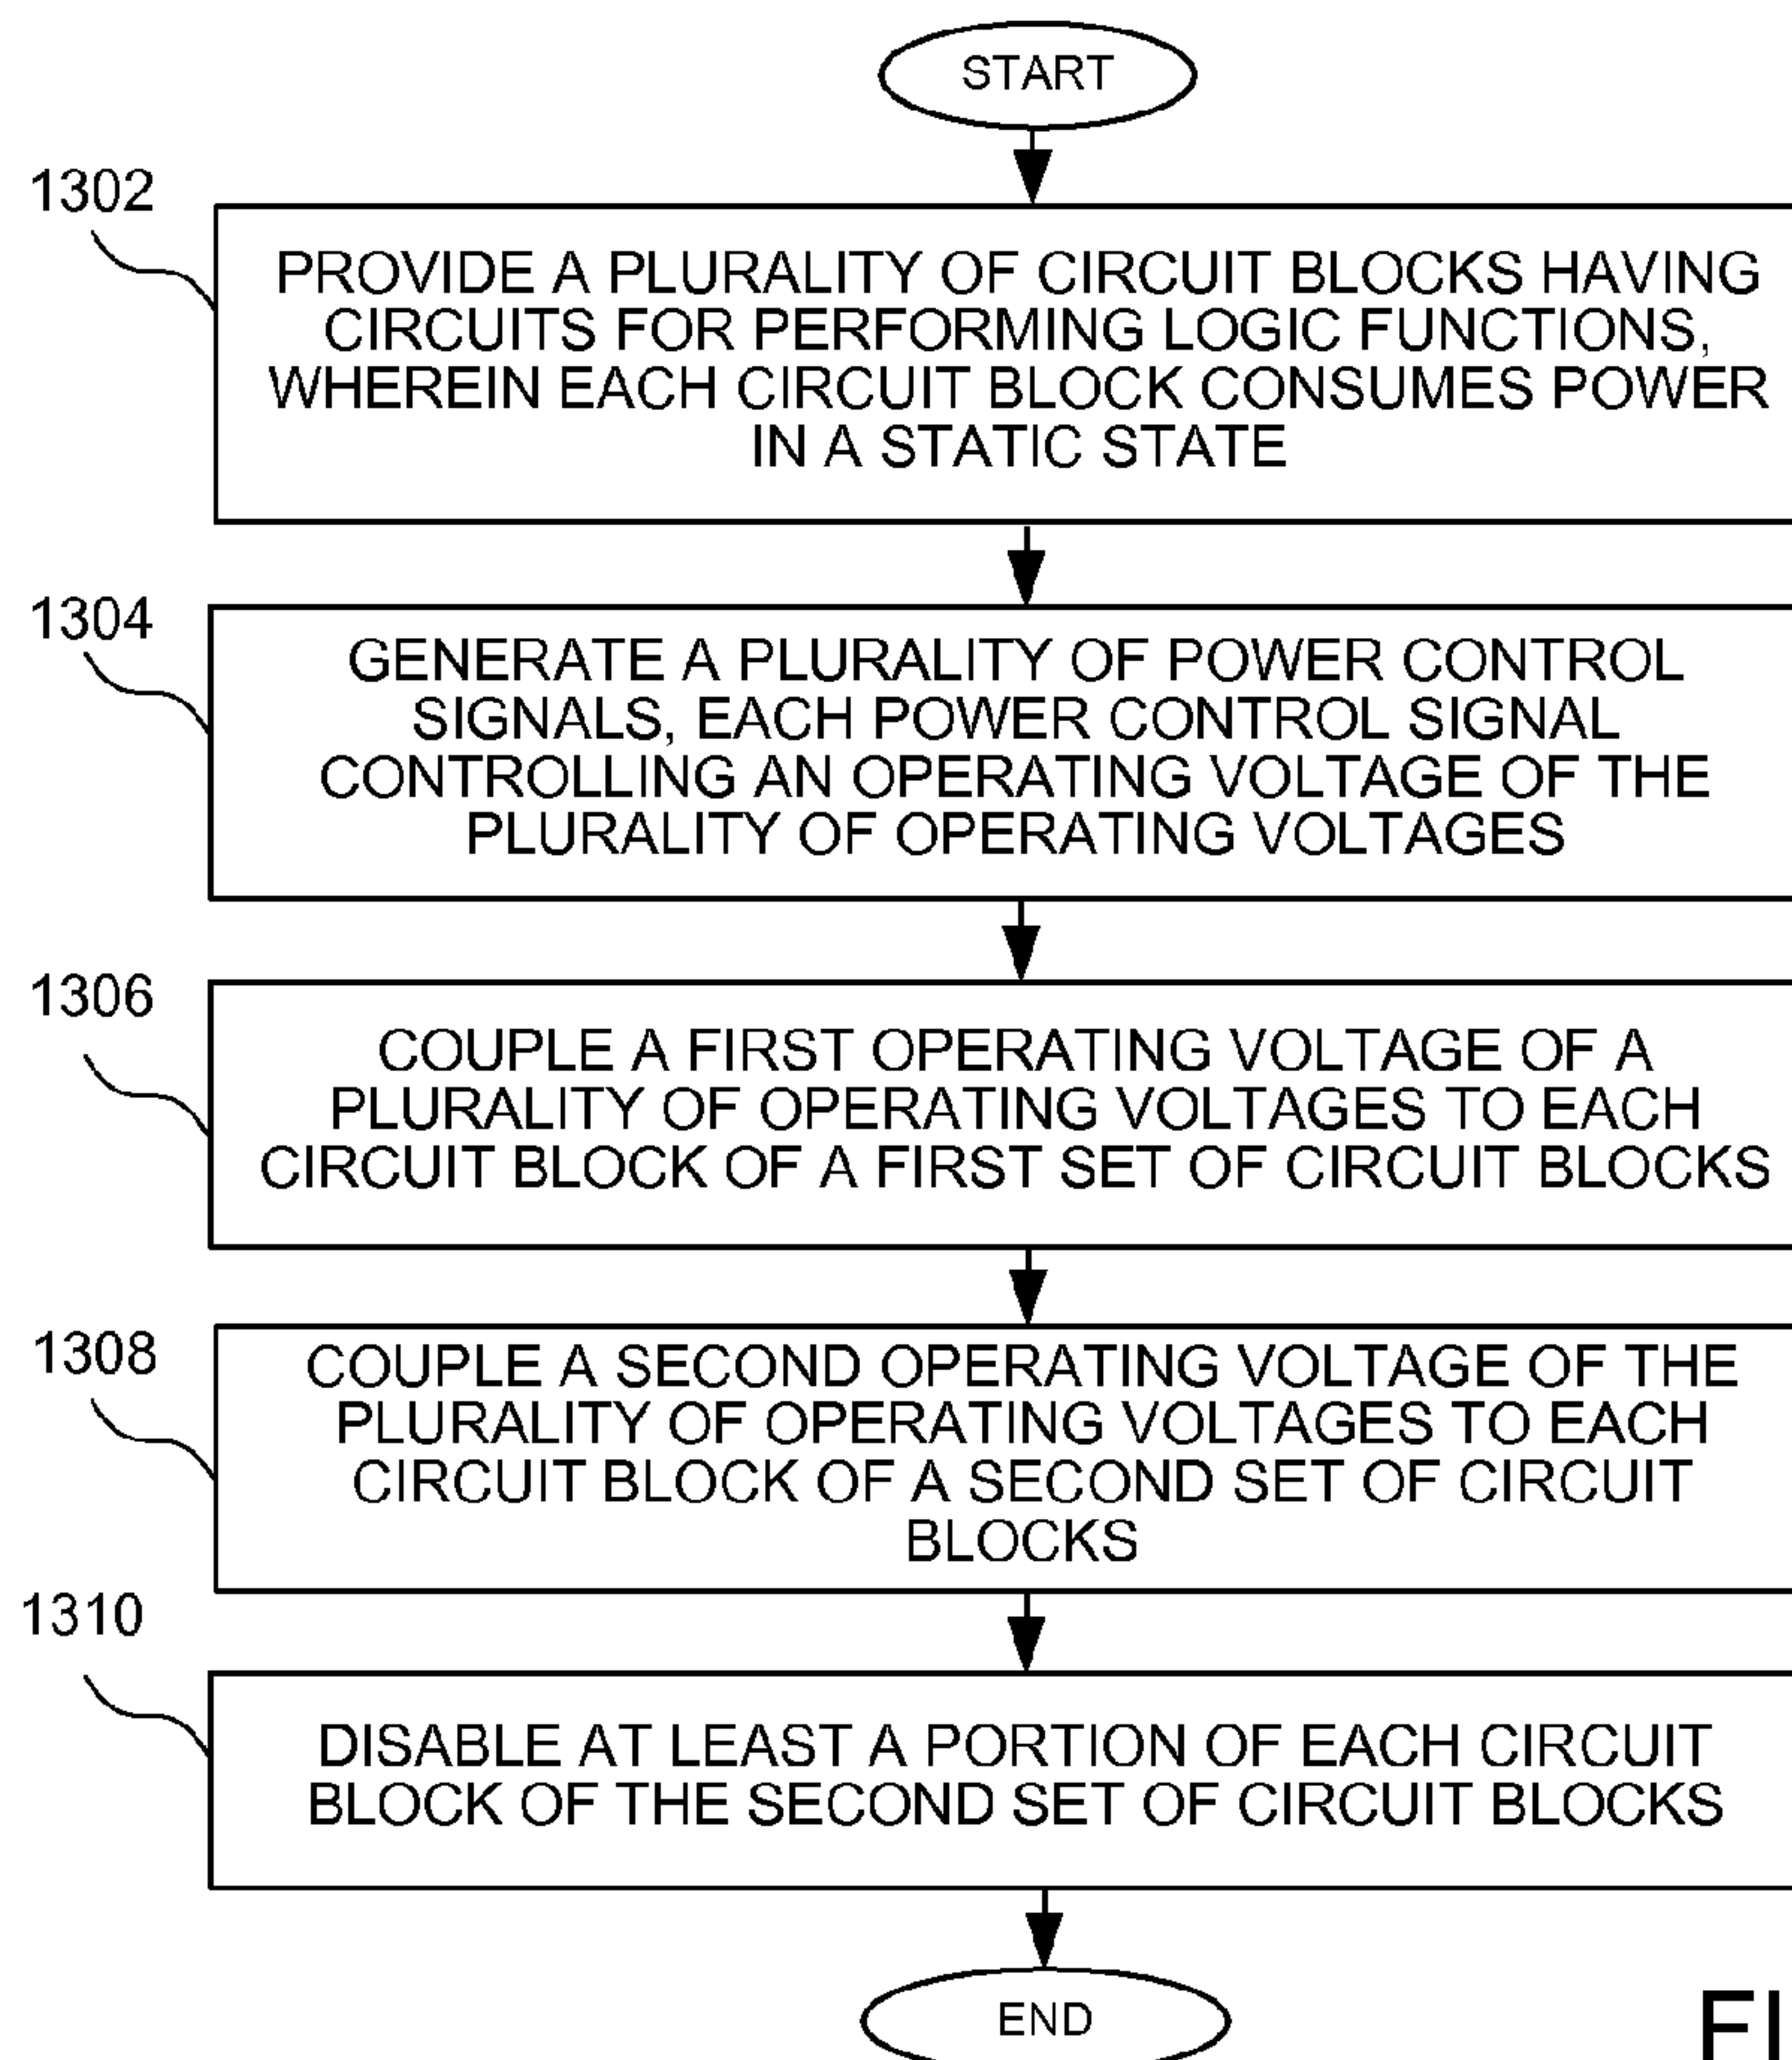 START
1302
PROVIDE A PLURALITY OF CIRCUIT BLOCKS HAVING
CIRCUITS FOR PERFORMING LOGIC FUNCTIONS,
WHEREIN EACH CIRCUIT BLOCK CONSUMES POWER
IN A STATIC STATE
1304
GENERATE A PLURALITY OF POWER CONTROL
SIGNALS, EACH POWER CONTROL SIGNAL
CONTROLLING AN OPERATING VOLTAGE OF THE
PLURALITY OF OPERATING VOLTAGES
1306
COUPLE A FIRST OPERATING VOLTAGE OF A
PLURALITY OF OPERATING VOLTAGES TO EACH
CIRCUIT BLOCK OF A FIRST SET OF CIRCUIT BLOCKS
1308
COUPLE A SECOND OPERATING VOLTAGE OF THE
PLURALITY OF OPERATING VOLTAGES TO EACH
CIRCUIT BLOCK OF A SECOND SET OF CIRCUIT
BLOCKS
1310
DISABLE AT LEAST A PORTION OF EACH CIRCUIT
BLOCK OF THE SECOND SET OF CIRCUIT BLOCKS
END
FI